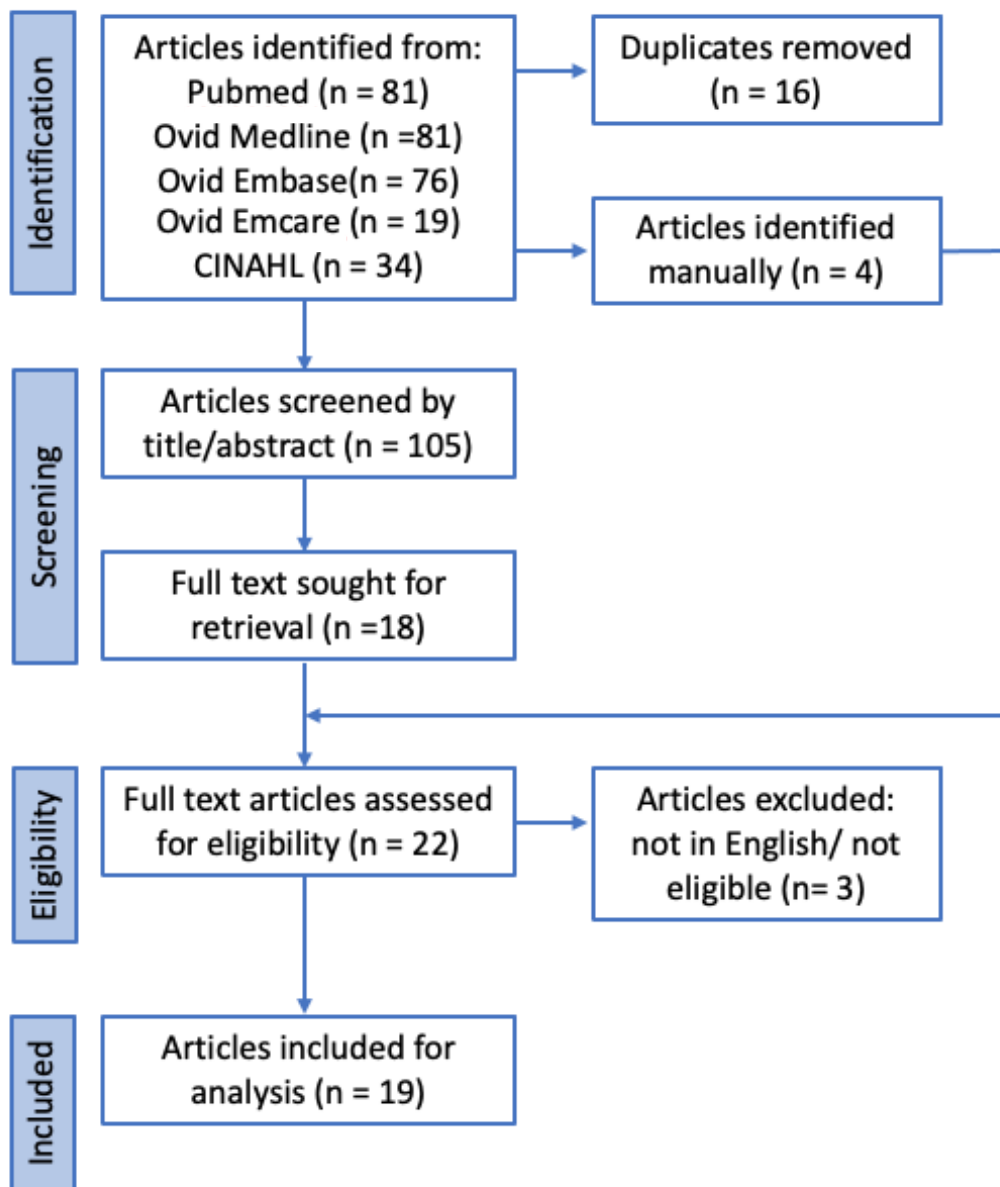 Identification
Articles identified from:
Pubmed (n = 81)
Ovid Medline (n =81)
Ovid Embase(n = 76)
Ovid Emcare (n = 19)
CINAHL (n = 34)
Duplicates removed
(n = 16)
Articles identified
manually (n = 4)
Screening
Articles screened by
title/abstract (n = 105)
Full text sought for
retrieval (n =18)
Eligibility
Full text articles assessed
for eligibility (n = 22)
Articles excluded:
not in English/ not
eligible (n= 3)
Included
Articles included for
analysis (n = 19)